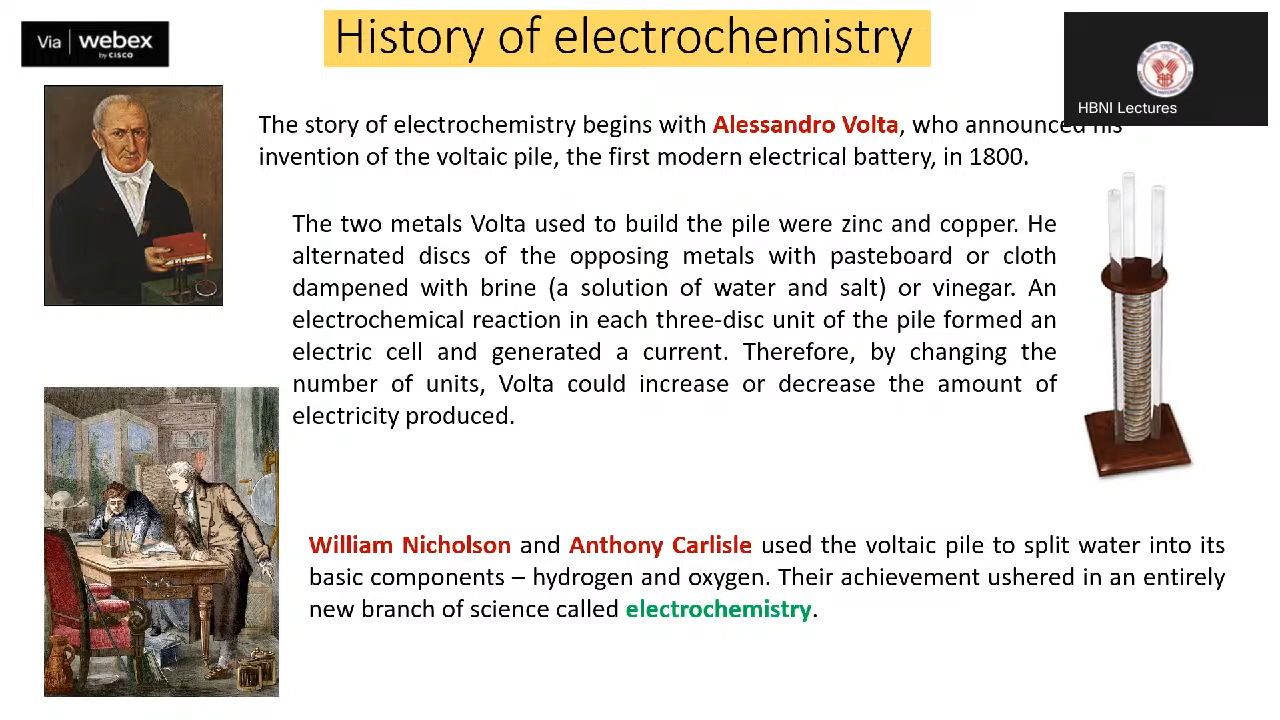 Via | webex
by CISCO
History of electrochemistry
HBNI Lectures
The story of electrochemistry begins with Alessandro Volta, who announced his
invention of the voltaic pile, the first modern electrical battery, in 1800.
The two metals Volta used to build the pile were zinc and copper. He
alternated discs of the opposing metals with pasteboard or cloth
dampened with brine (a solution of water and salt) or vinegar. An
electrochemical reaction in each three-disc unit of the pile formed an
electric cell and generated a current. Therefore, by changing the
number of units, Volta could increase or decrease the amount of
electricity produced.
William Nicholson and Anthony Carlisle used the voltaic pile to split water into its
basic components – hydrogen and oxygen. Their achievement ushered in an entirely
new branch of science called electrochemistry.